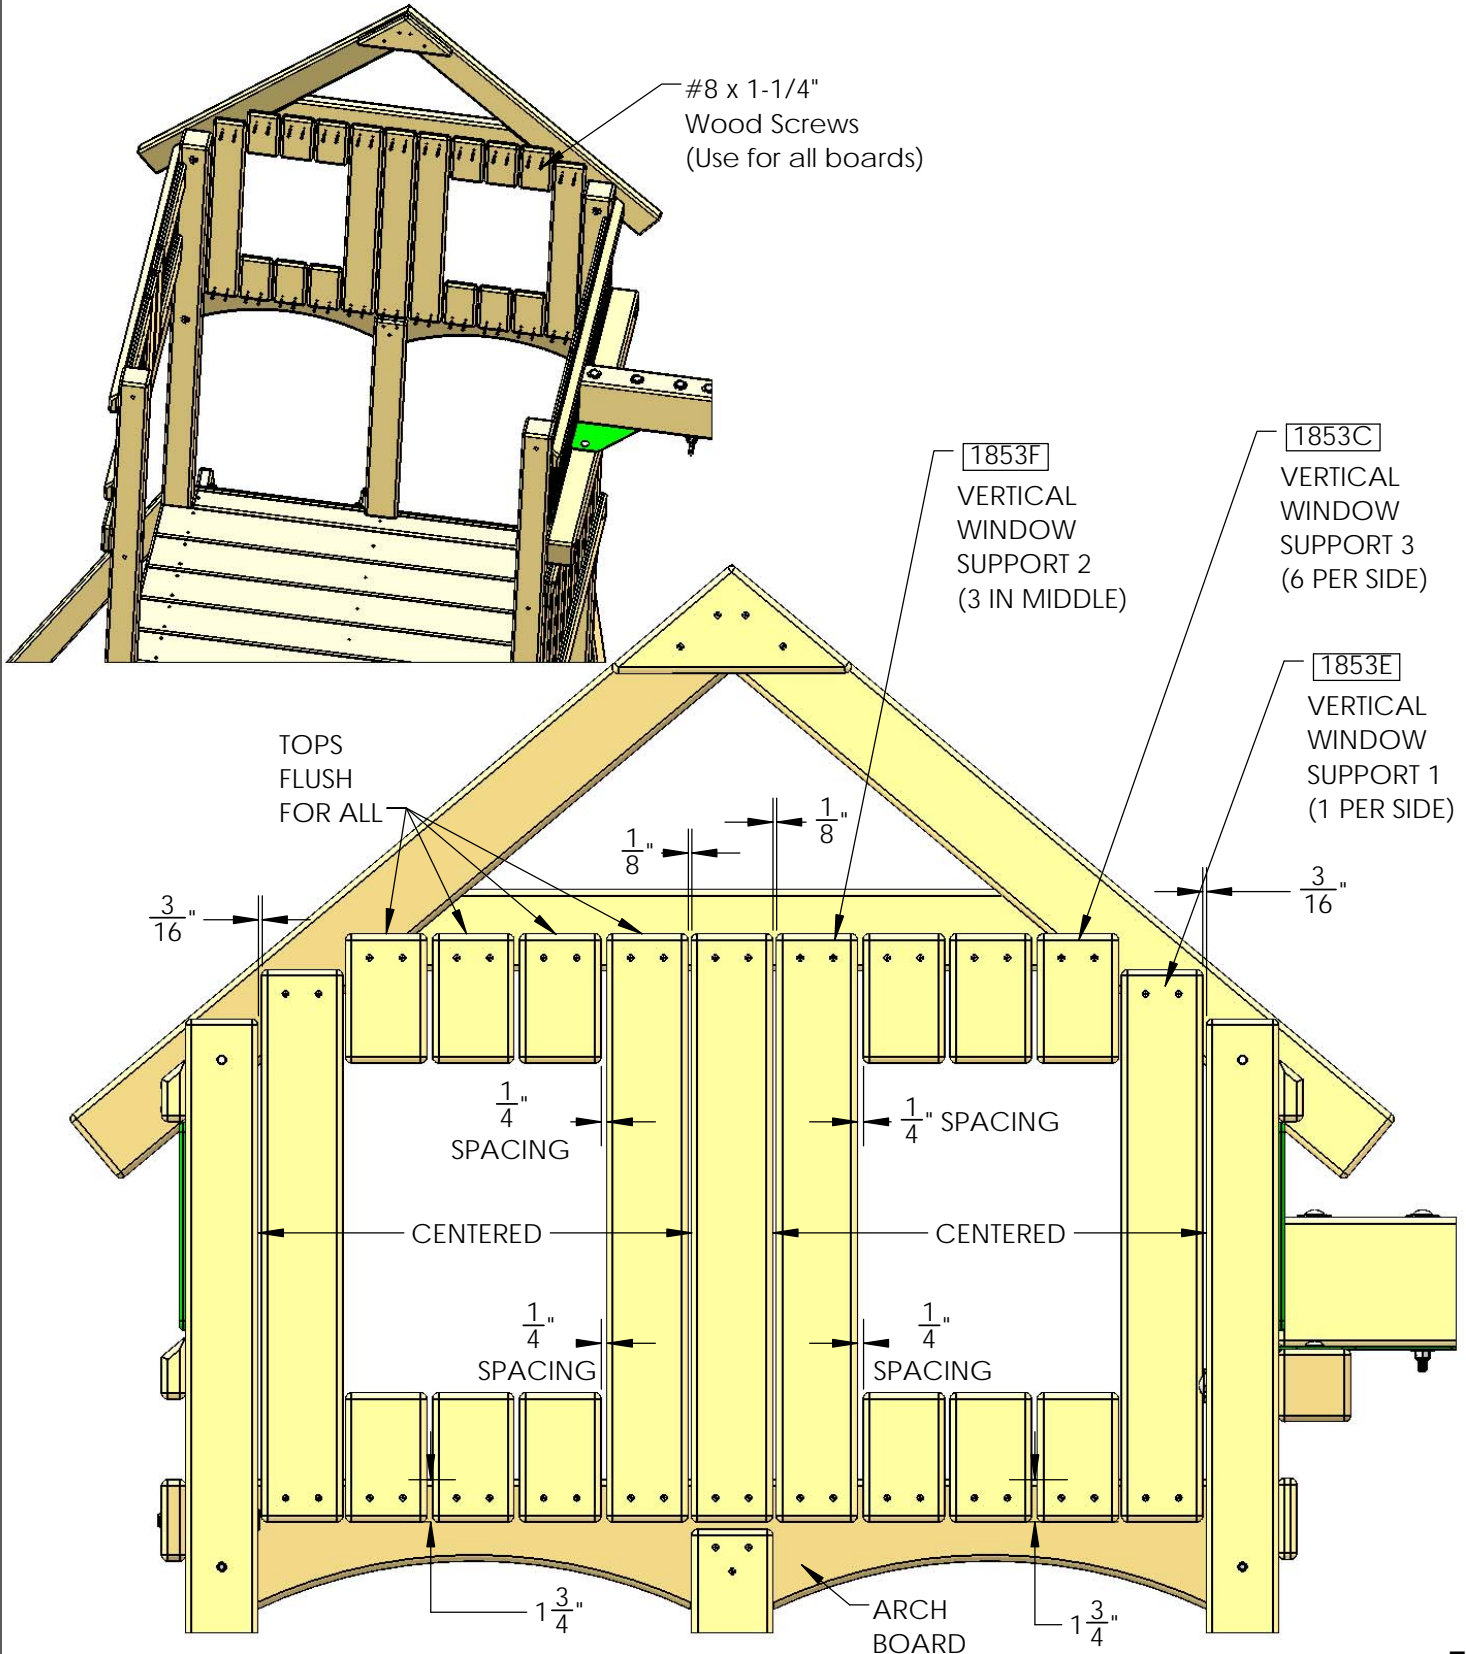 #8 x 1-1/4"
Wood Screws
(Use for all boards)
1853F
VERTICAL
WINDOW
SUPPORT 2
(3 IN MIDDLE)
1853C
VERTICAL
WINDOW
SUPPORT 3
(6 PER SIDE)
1853E
VERTICAL
WINDOW
SUPPORT 1
(1 PER SIDE)
TOPS
FLUSH
FOR ALL
1/8"
1/8"
3/16"
3/16"
1/4"
SPACING
1/4" SPACING
CENTERED
CENTERED
1/4"
SPACING
1/4"
SPACING
1 3/4"
1 3/4"
ARCH
BOARD